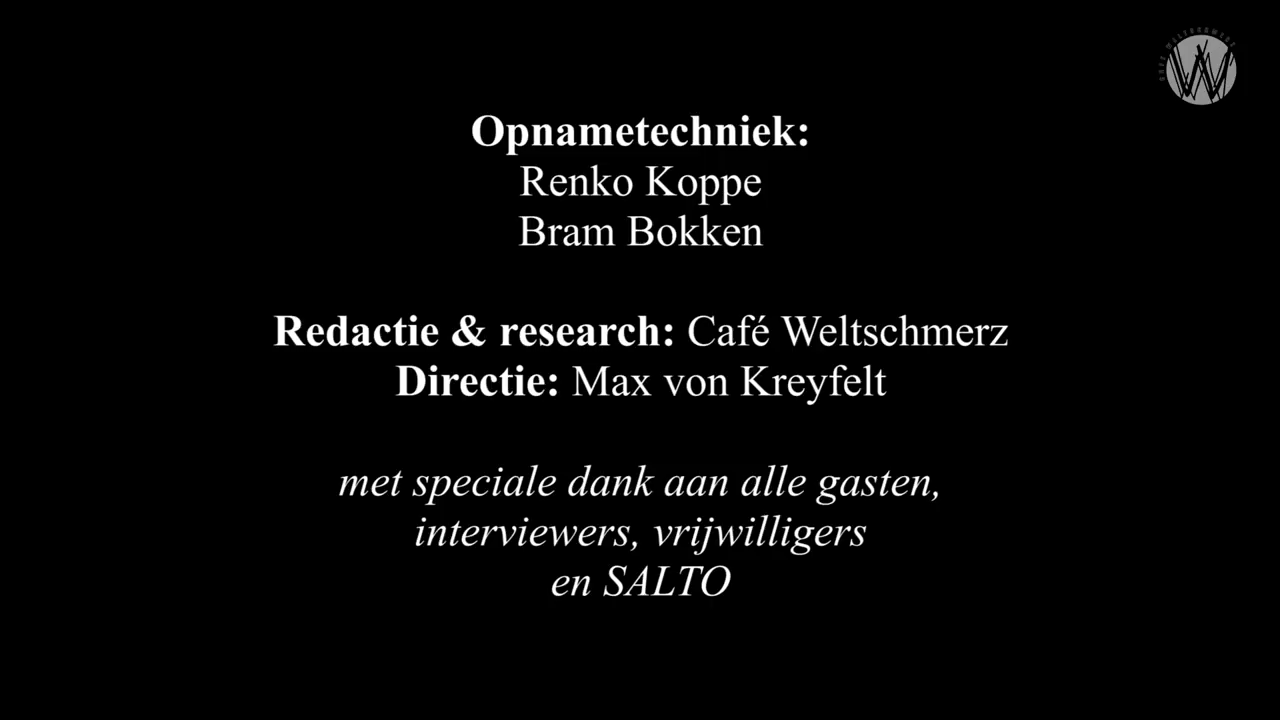 Opnametechniek:
Renko Koppe
Bram Bokken
Redactie & research: Café Weltschmerz
Directie: Max von Kreyfelt
met speciale dank aan alle gasten,
interviewers, vrijwilligers
en SALTO